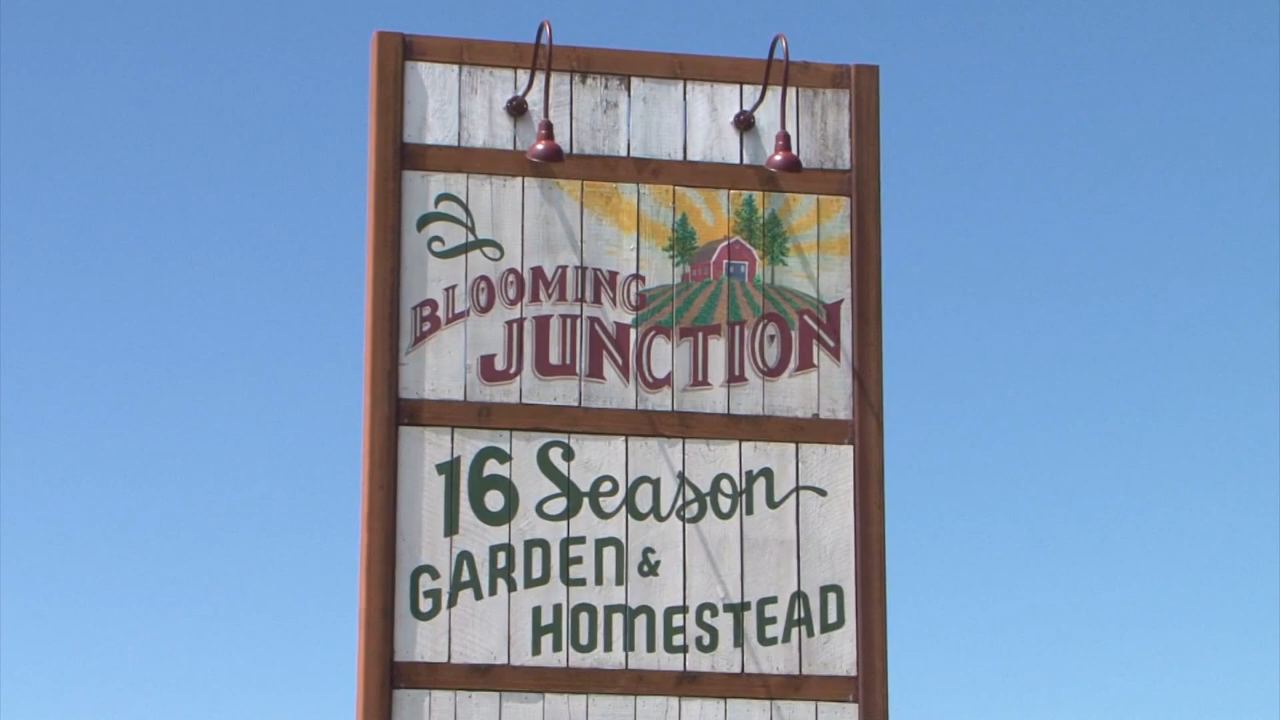 BLOOMING
JUNCTION
16 Season
GARDEN &
HOMESTEAD